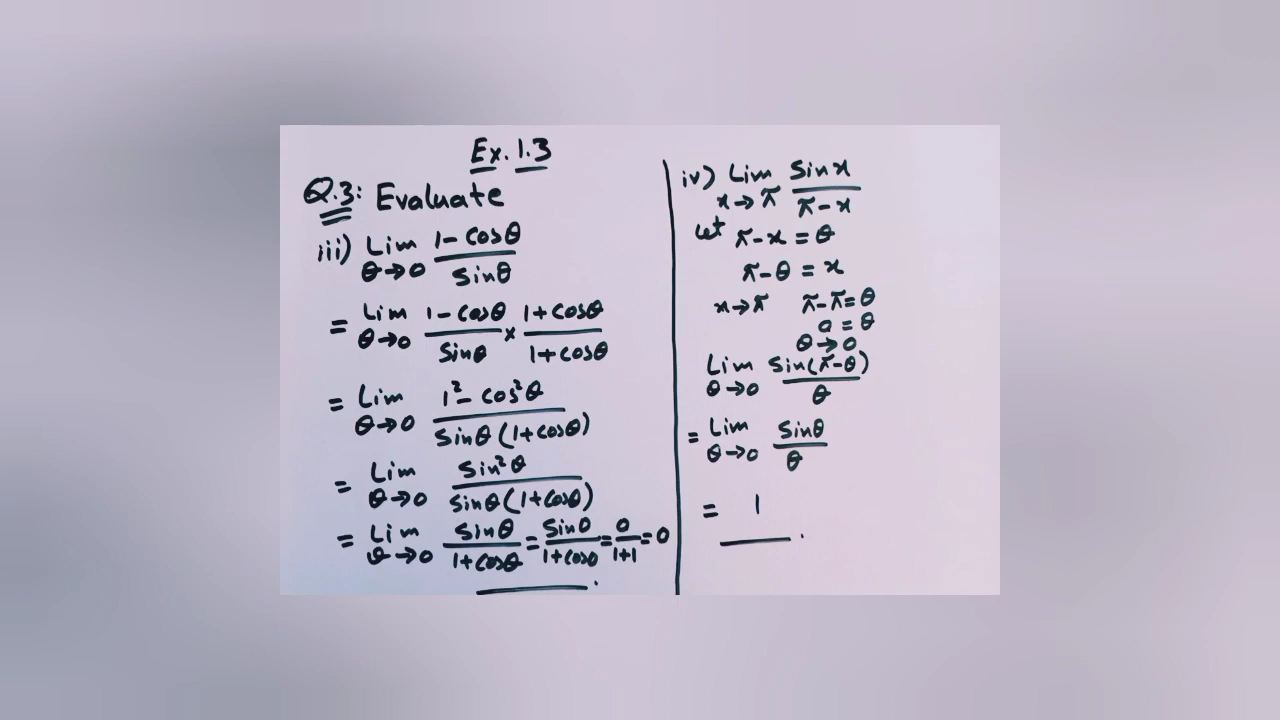 Ex. 1.3
Q.3: Evaluate
iii) Lim θ→0 (1 - cosθ)/(sinθ)
= Lim θ→0 (1 - cosθ)/(sinθ) × (1 + cosθ)/(1 + cosθ)
= Lim θ→0 (1² - cos²θ)/(sinθ (1 + cosθ))
= Lim θ→0 (sin²θ)/(sinθ (1 + cosθ))
= Lim θ→0 (sinθ)/(1 + cosθ) = (sin0)/(1 + cos0) = 0/(1+1) = 0
iv) Lim x→π (sinx)/(π - x)
Let π - x = θ
π - θ = x
x→π π - π = θ
0 = θ
θ→0
Lim θ→0 (sin(π-θ))/θ
= Lim θ→0 (sinθ)/θ
= 1